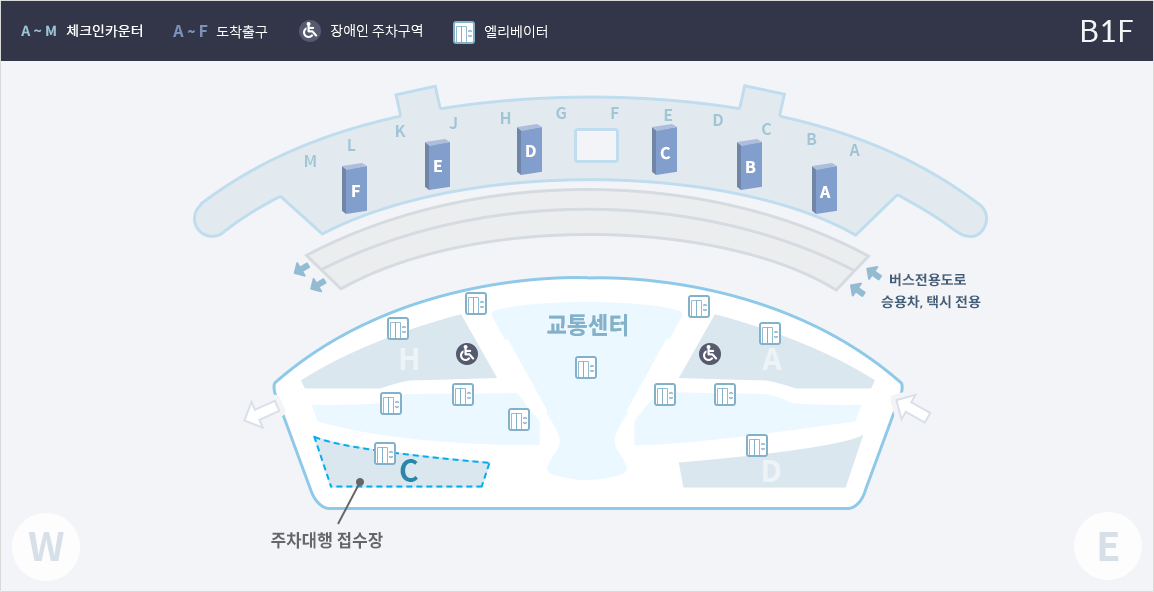 A ~ M 체크인카운터 A ~ F 도착출구 장애인 주차구역 엘리베이터 B1F
M L K J H G F E D C B A
F E D C B A
버스전용도로
승용차, 택시 전용
교통센터
H A
C D
주차대행 접수장
W E